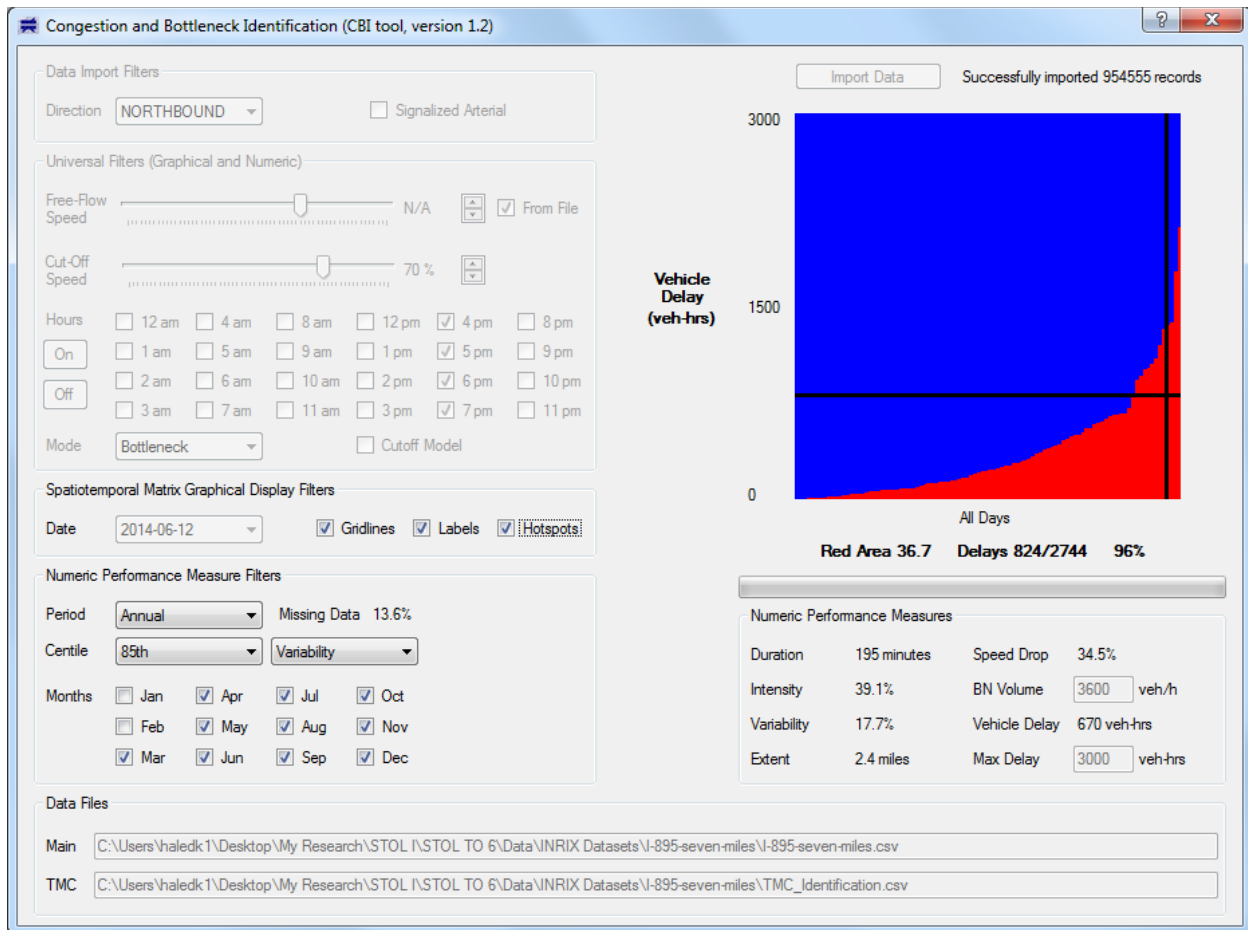 Congestion and Bottleneck Identification (CBI tool, version 1.2)
Data Import Filters
Direction NORTHBOUND Signalized Arterial
Universal Filters (Graphical and Numeric)
Free-Flow Speed N/A From File
Cut-Off Speed 70 %
Hours 12 am 4 am 8 am 12 pm 4 pm 8 pm
On 1 am 5 am 9 am 1 pm 5 pm 9 pm
2 am 6 am 10 am 2 pm 6 pm 10 pm
Off 3 am 7 am 11 am 3 pm 7 pm 11 pm
Mode Bottleneck Cutoff Model
Spatiotemporal Matrix Graphical Display Filters
Date 2014-06-12 Gridlines Labels Hotspots
Numeric Performance Measure Filters
Period Annual Missing Data 13.6%
Centile 85th Variability
Months Jan Apr Jul Oct
Feb May Aug Nov
Mar Jun Sep Dec
Import Data Successfully imported 954555 records
3000
Vehicle
Delay
(veh-hrs)
1500
0
All Days
Red Area 36.7 Delays 824/2744 96%
Numeric Performance Measures
Duration 195 minutes Speed Drop 34.5%
Intensity 39.1% BN Volume 3600 veh/h
Variability 17.7% Vehicle Delay 670 veh-hrs
Extent 2.4 miles Max Delay 3000 veh-hrs
Data Files
Main C:\Users\haledk1\Desktop\My Research\STOL I\STOL TO 6\Data\INRIX Datasets\I-895-seven-miles\I-895-seven-miles.csv
TMC C:\Users\haledk1\Desktop\My Research\STOL I\STOL TO 6\Data\INRIX Datasets\I-895-seven-miles\TMC_Identification.csv